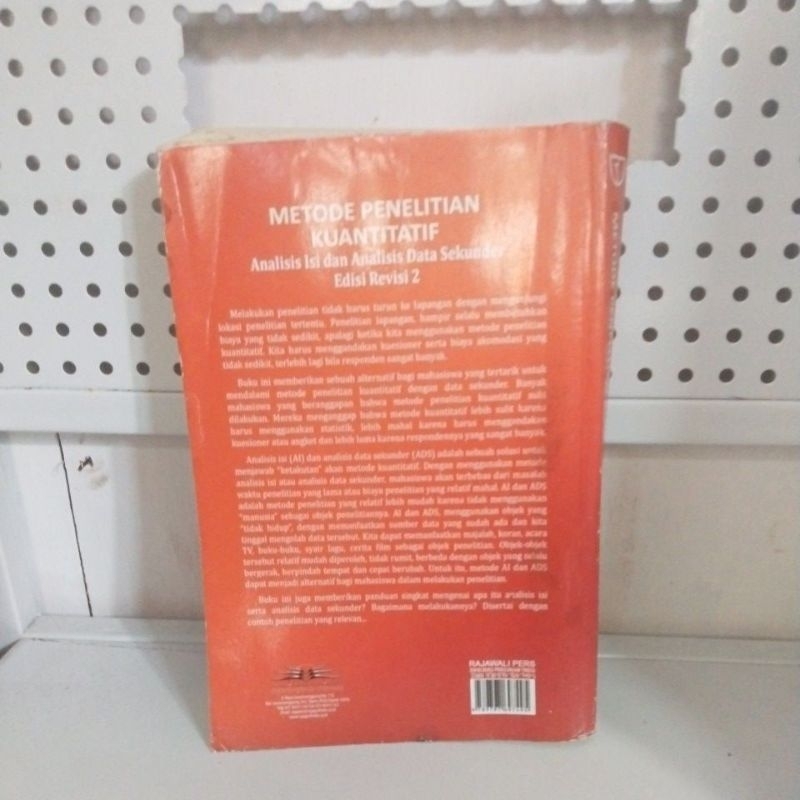 METODE PENELITIAN
KUANTITATIF
Analisis Isi dan Analisis Data Sekunder
Edisi Revisi 2
Melakukan penelitian tidak harus turun ke lapangan dengan mengunjungi
lokasi penelitian tertentu. Penelitian lapangan, hampir selalu membutuhkan
biaya yang tidak sedikit, apalagi ketika kita menggunakan metode penelitian
kuantitatif. Kita harus menggandakan kuesioner serta biaya akomodasi yang
tidak sedikit, terlebih lagi bila responden sangat banyak.
Buku ini memberikan sebuah alternatif bagi mahasiswa yang tertarik untuk
mendalami metode penelitian kuantitatif dengan data sekunder. Banyak
mahasiswa yang beranggapan bahwa metode penelitian kuantitatif sulit
dilakukan. Mereka menganggap bahwa metode kuantitatif lebih sulit karena
harus menggunakan statistik, lebih mahal karena harus menggandakan
kuesioner atau angket dan lebih lama karena respondennya yang sangat banyak.
Analisis isi (AI) dan analisis data sekunder (ADS) adalah sebuah solusi untuk
menjawab "ketakutan" akan metode kuantitatif. Dengan menggunakan metode
analisis isi atau analisis data sekunder, mahasiswa akan terbebas dari masalah
waktu penelitian yang lama atau biaya penelitian yang relatif mahal. AI dan ADS
adalah metode penelitian yang relatif lebih mudah karena tidak menggunakan
"manusia" sebagai objek penelitiannya. AI dan ADS, menggunakan objek yang
"tidak hidup", dengan memanfaatkan sumber data yang sudah ada dan kita
tinggal mengolah data tersebut. Kita dapat memanfaatkan majalah, koran, acara
TV, buku-buku, syair lagu, cerita film sebagai objek penelitian. Objek-objek
tersebut relatif mudah diperoleh, tidak rumit, berbeda dengan objek yang selalu
bergerak, berpindah tempat dan cepat berubah. Untuk itu, metode AI dan ADS
dapat menjadi alternatif bagi mahasiswa dalam melakukan penelitian.
Buku ini juga memberikan panduan singkat mengenai apa itu analisis isi
serta analisis data sekunder? Bagaimana melakukannya? Disertai dengan
contoh penelitian yang relevan...
RAJAWALI PERS